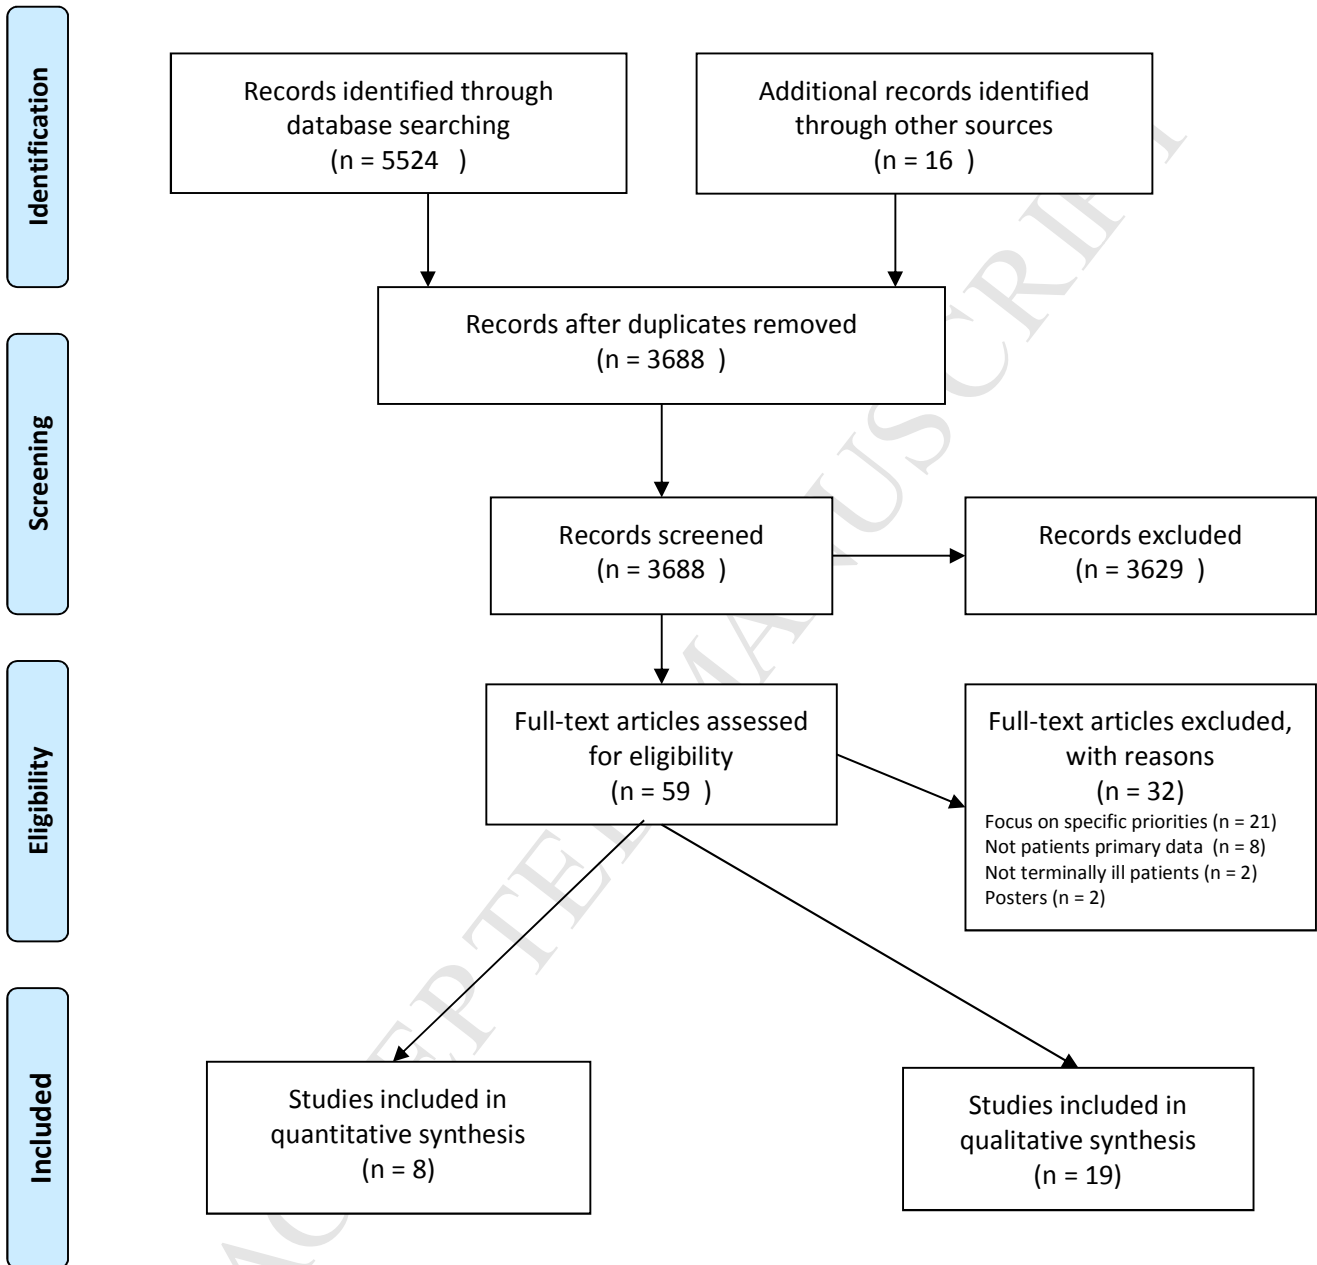 Identification
Records identified through
database searching
(n = 5524 )
Additional records identified
through other sources
(n = 16 )
Records after duplicates removed
(n = 3688 )
Screening
Records screened
(n = 3688 )
Records excluded
(n = 3629 )
Eligibility
Full-text articles assessed
for eligibility
(n = 59 )
Full-text articles excluded,
with reasons
(n = 32)
Focus on specific priorities (n = 21)
Not patients primary data (n = 8)
Not terminally ill patients (n = 2)
Posters (n = 2)
Included
Studies included in
quantitative synthesis
(n = 8)
Studies included in
qualitative synthesis
(n = 19)
ACCEPTED MANUSCRIPT